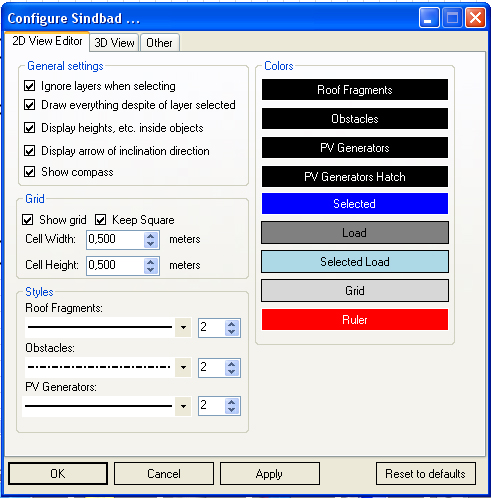 Configure Sindbad ...
2D View Editor
3D View
Other
General settings
Ignore layers when selecting
Draw everything despite of layer selected
Display heights, etc. inside objects
Display arrow of inclination direction
Show compass
Grid
Show grid
Keep Square
Cell Width:
0,500
meters
Cell Height:
0,500
meters
Styles
Roof Fragments:
2
Obstacles:
2
PV Generators:
2
Colors
Roof Fragments
Obstacles
PV Generators
PV Generators Hatch
Selected
Load
Selected Load
Grid
Ruler
OK
Cancel
Apply
Reset to defaults